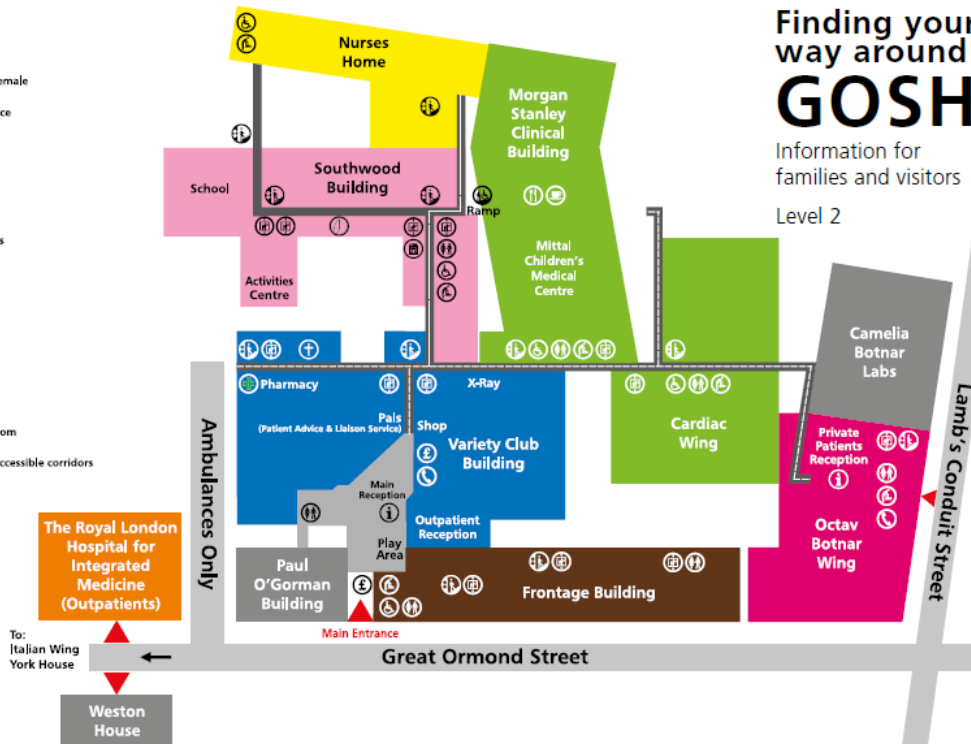 Finding your
way around
GOSH
Information for
families and visitors
Level 2
emale
ce
s
om
ccessible corridors
Nurses
Home
Morgan
Stanley
Clinical
Building
School
Southwood
Building
Ramp
Activities
Centre
Mittal
Children's
Medical
Centre
Camelia
Botnar
Labs
Pharmacy
X-Ray
Pals
(Patient Advice & Liaison Service)
Shop
Variety Club
Building
Cardiac
Wing
Private
Patients
Reception
Main
Reception
Outpatient
Reception
Play
Area
Octav
Botnar
Wing
Ambulances Only
Lamb's Conduit Street
The Royal London
Hospital for
Integrated
Medicine
(Outpatients)
Paul
O'Gorman
Building
Frontage Building
Main Entrance
To:
Italian Wing
York House
Great Ormond Street
Weston
House